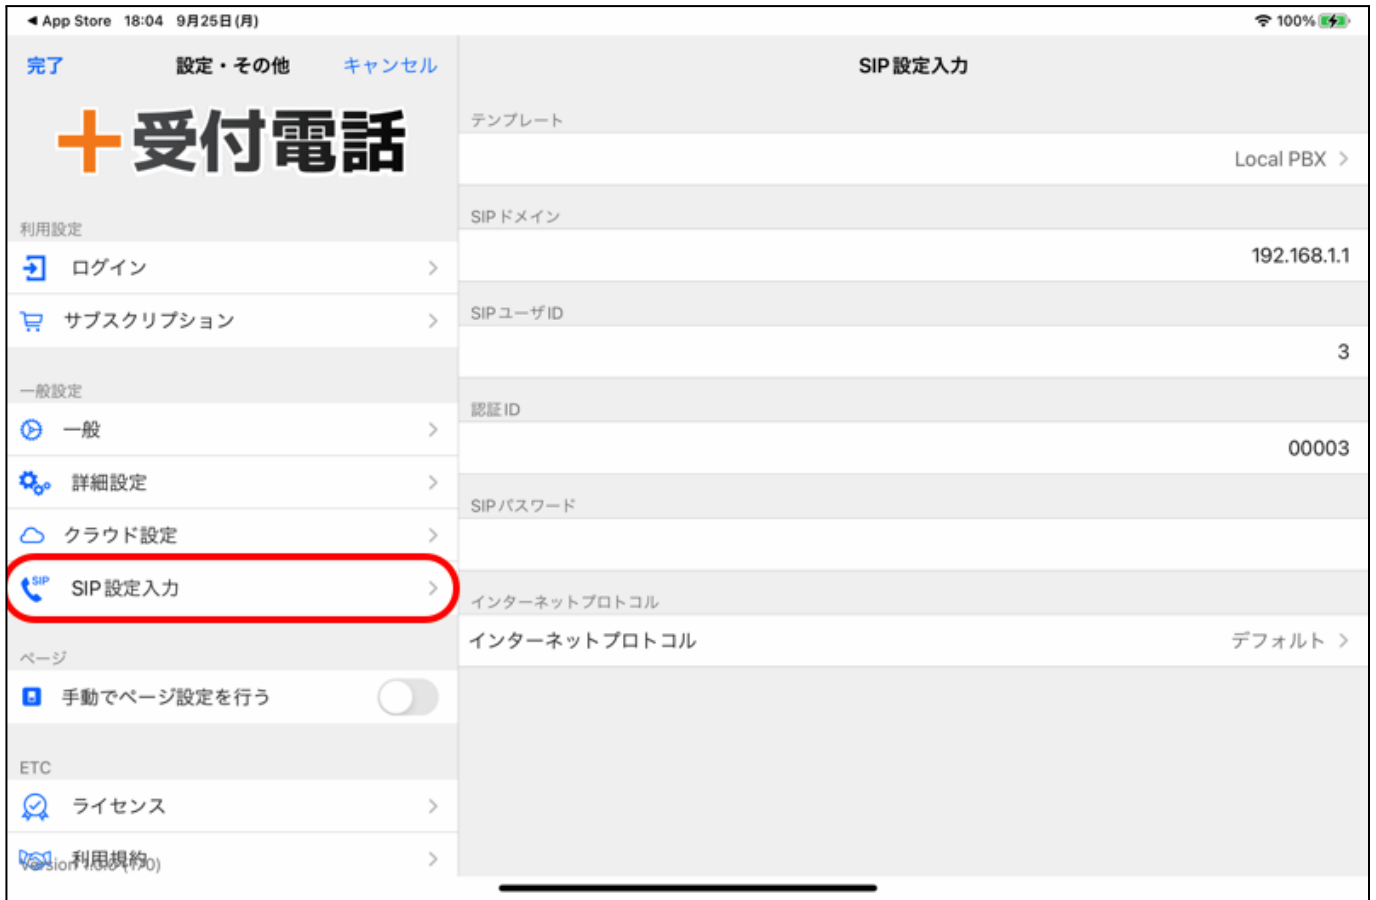 ◀ App Store 18:04 9月25日(月)
100%
完了 設定・その他 キャンセル
+受付電話
利用設定
ログイン
サブスクリプション
一般設定
一般
詳細設定
クラウド設定
SIP SIP設定入力
ページ
手動でページ設定を行う
ETC
ライセンス
利用規約
SIP設定入力
テンプレート
Local PBX
SIPドメイン
192.168.1.1
SIPユーザID
3
認証ID
00003
SIPパスワード
インターネットプロトコル
インターネットプロトコル デフォルト